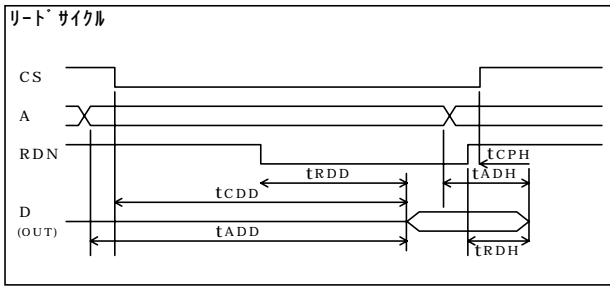 ﾘｰﾄﾞｻｲｸﾙ
CS
A
RDN
tCPH
tRDD
tADH
tCDD
D
(OUT)
tADD
tRDH